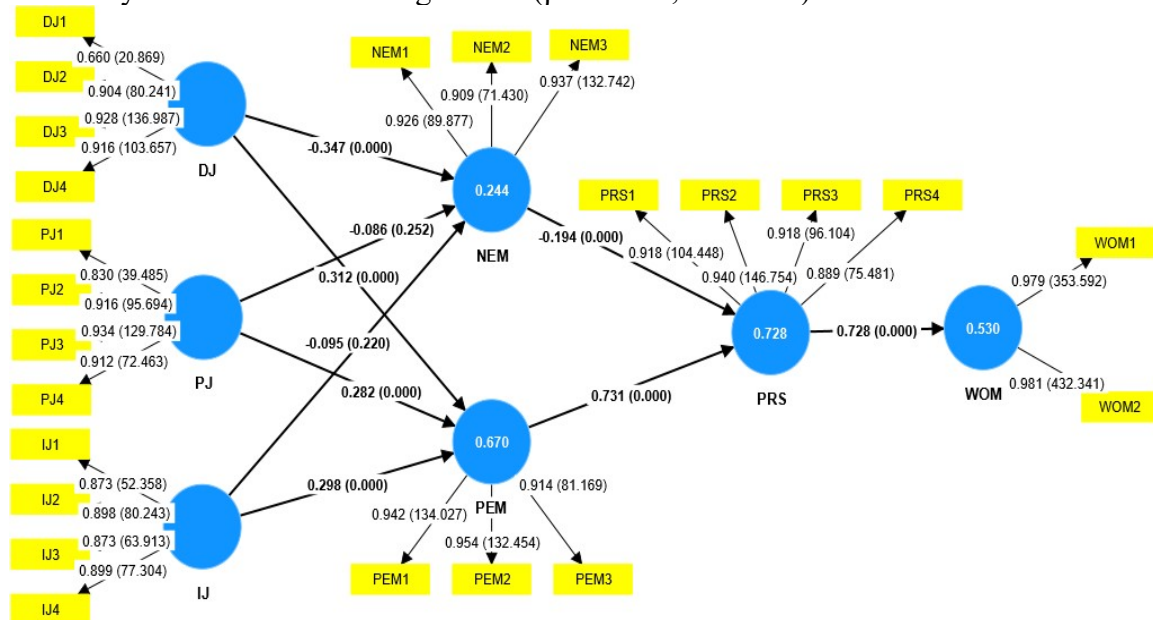 DJ1
0.660 (20.869)
DJ2
0.904 (80.241)
0.928 (136.987)
DJ3
0.916 (103.657)
DJ4
DJ
PJ1
0.830 (39.485)
PJ2
0.916 (95.694)
0.934 (129.784)
PJ3
0.912 (72.463)
PJ4
PJ
IJ1
0.873 (52.358)
IJ2
0.898 (80.243)
0.873 (63.913)
IJ3
0.899 (77.304)
IJ4
IJ
-0.347 (0.000)
-0.086 (0.252)
0.312 (0.000)
-0.095 (0.220)
0.282 (0.000)
0.298 (0.000)
NEM1
NEM2
NEM3
0.926 (89.877)
0.909 (71.430)
0.937 (132.742)
0.244
NEM
0.670
PEM
0.942 (134.027)
0.954 (132.454)
0.914 (81.169)
PEM1
PEM2
PEM3
-0.194 (0.000)
0.731 (0.000)
PRS1
PRS2
PRS3
PRS4
0.918 (104.448)
0.940 (146.754)
0.918 (96.104)
0.889 (75.481)
0.728
PRS
0.728 (0.000)
0.530
WOM
WOM1
0.979 (353.592)
0.981 (432.341)
WOM2